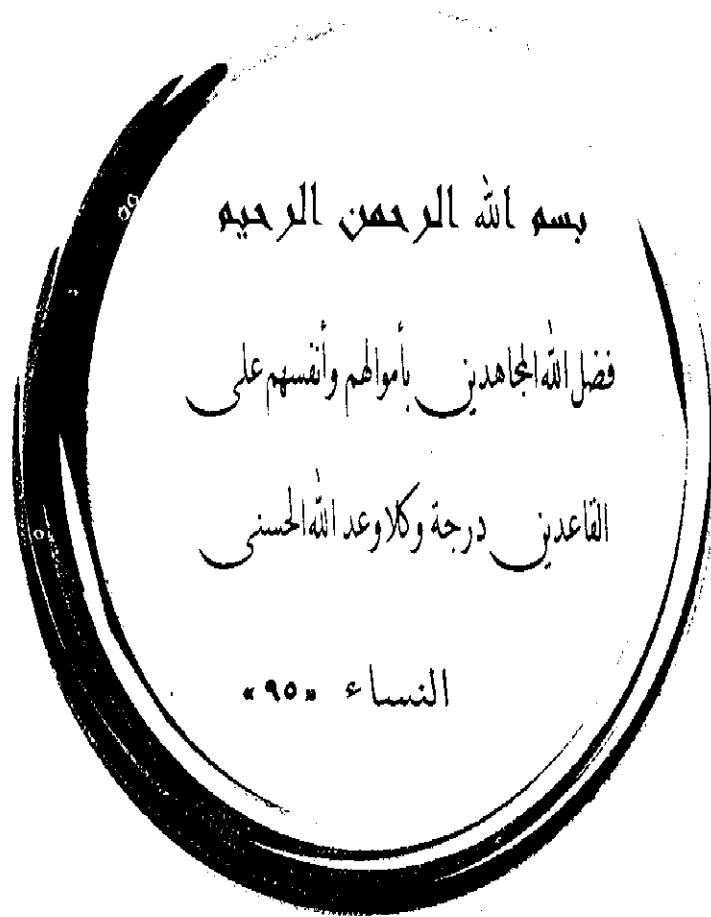 بسم الله الرحمن الرحيم
فضل الله المجاهدين بأموالهم وأنفسهم على
القاعدين درجة وكلا وعد الله الحسنى
النساء «٩٥»